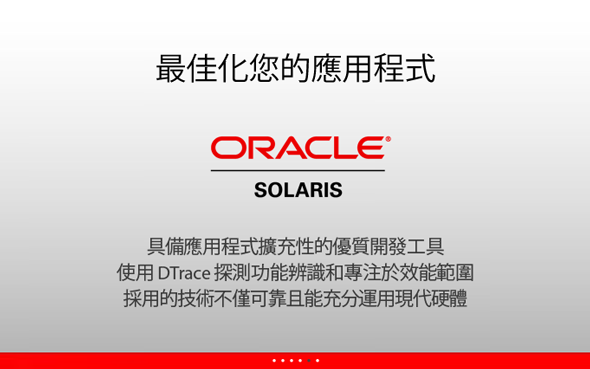 最佳化您的應用程式
ORACLE®
SOLARIS
具備應用程式擴充性的優質開發工具
使用 DTrace 探測功能辨識和專注於效能範圍
採用的技術不僅可靠且能充分運用現代硬體